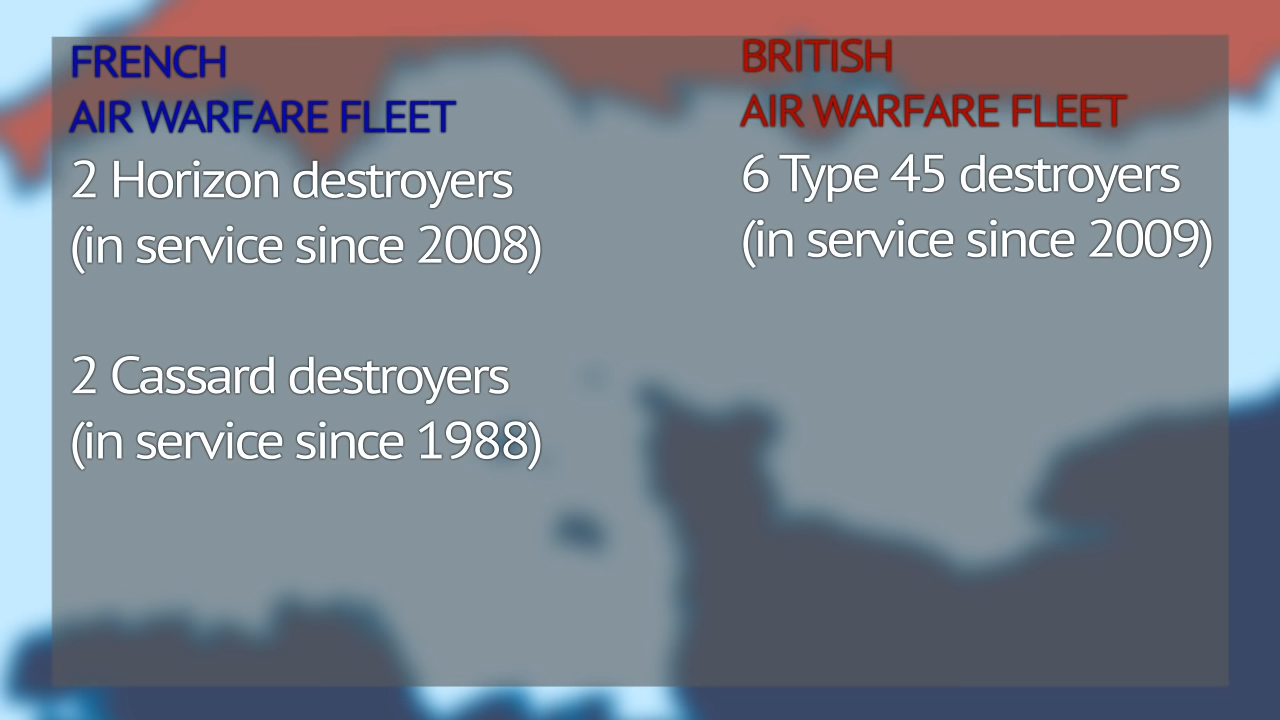 FRENCH
AIR WARFARE FLEET
2 Horizon destroyers
(in service since 2008)
2 Cassard destroyers
(in service since 1988)
BRITISH
AIR WARFARE FLEET
6 Type 45 destroyers
(in service since 2009)